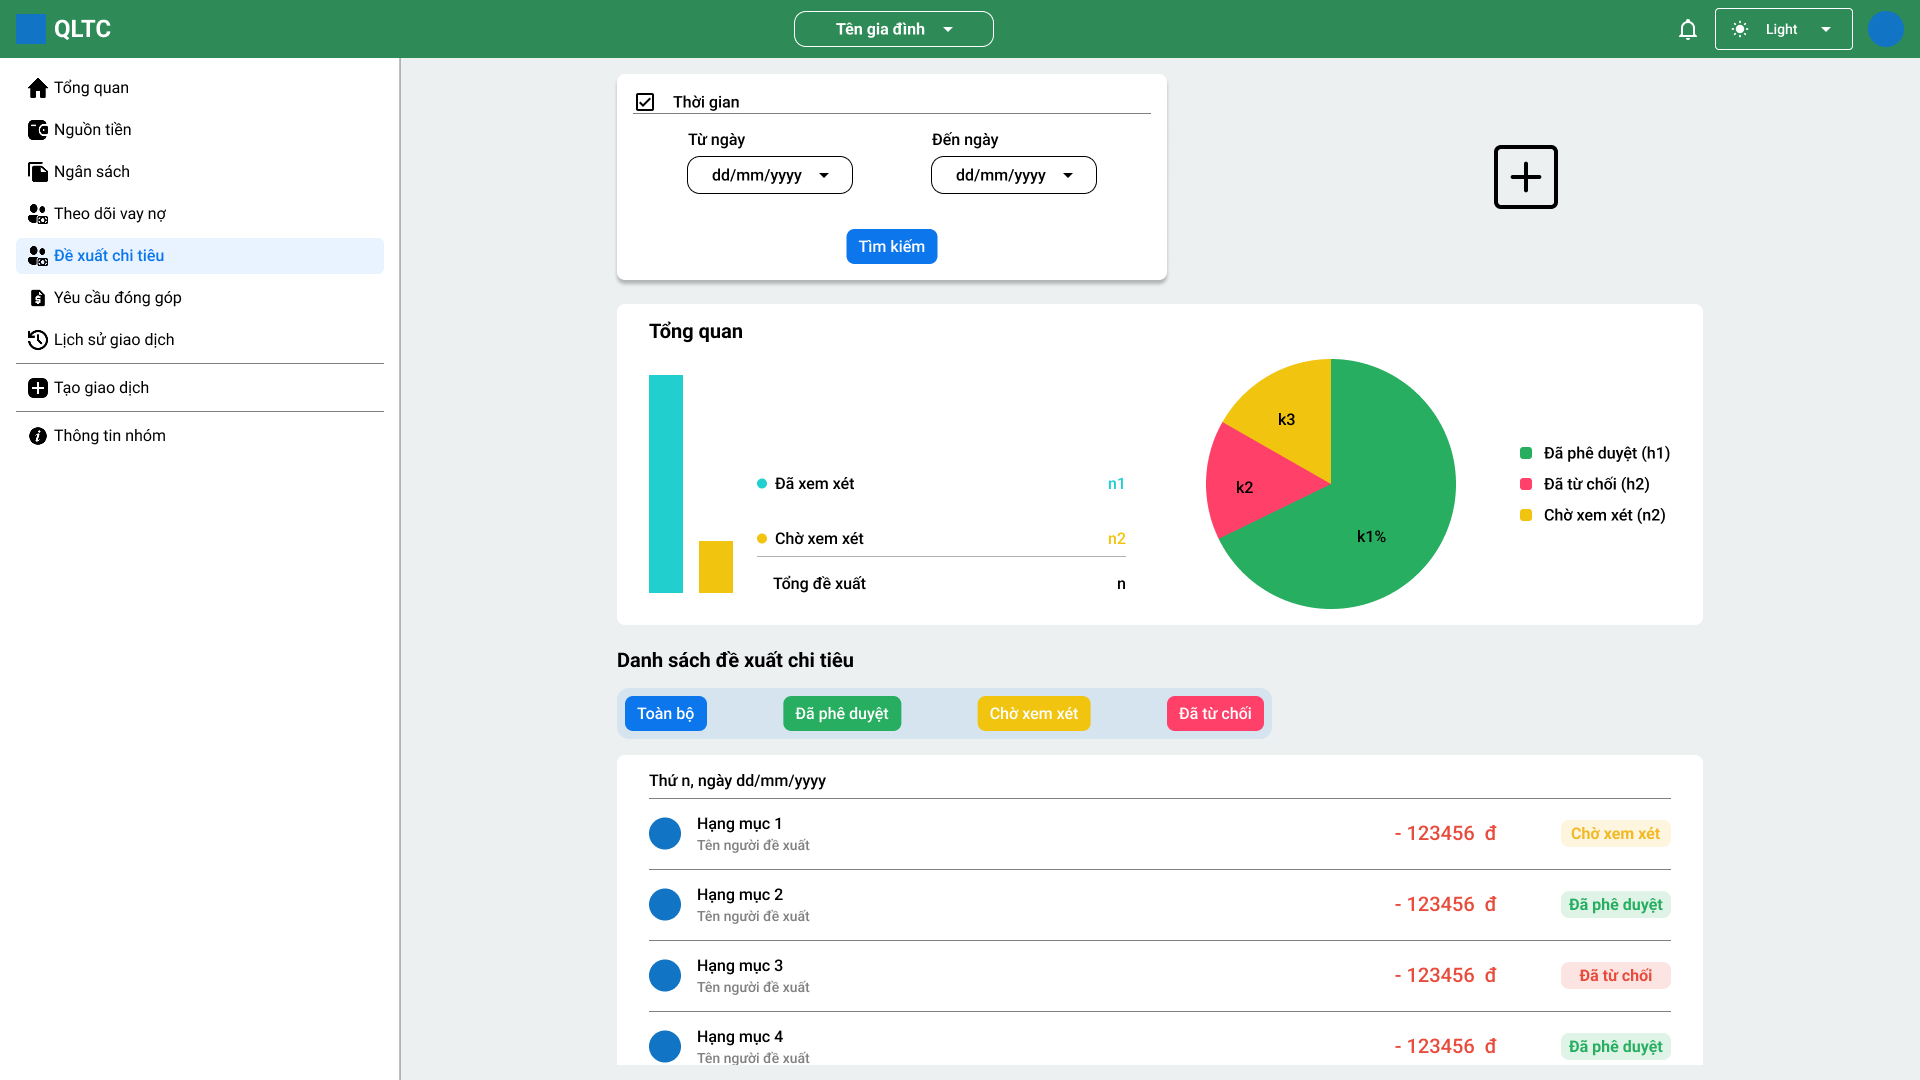 QLTC
Tên gia đình
Light
Tổng quan
Nguồn tiền
Ngân sách
Theo dõi vay nợ
Đề xuất chi tiêu
Yêu cầu đóng góp
Lịch sử giao dịch
Tạo giao dịch
Thông tin nhóm
Thời gian
Từ ngày
Đến ngày
dd/mm/yyyy
dd/mm/yyyy
Tìm kiếm
Tổng quan
Đã xem xét n1
Chờ xem xét n2
Tổng đề xuất n
k3
k2
k1%
Đã phê duyệt (h1)
Đã từ chối (h2)
Chờ xem xét (n2)
Danh sách đề xuất chi tiêu
Toàn bộ
Đã phê duyệt
Chờ xem xét
Đã từ chối
Thứ n, ngày dd/mm/yyyy
Hạng mục 1
Tên người đề xuất
- 123456 đ
Chờ xem xét
Hạng mục 2
Tên người đề xuất
- 123456 đ
Đã phê duyệt
Hạng mục 3
Tên người đề xuất
- 123456 đ
Đã từ chối
Hạng mục 4
Tên người đề xuất
- 123456 đ
Đã phê duyệt